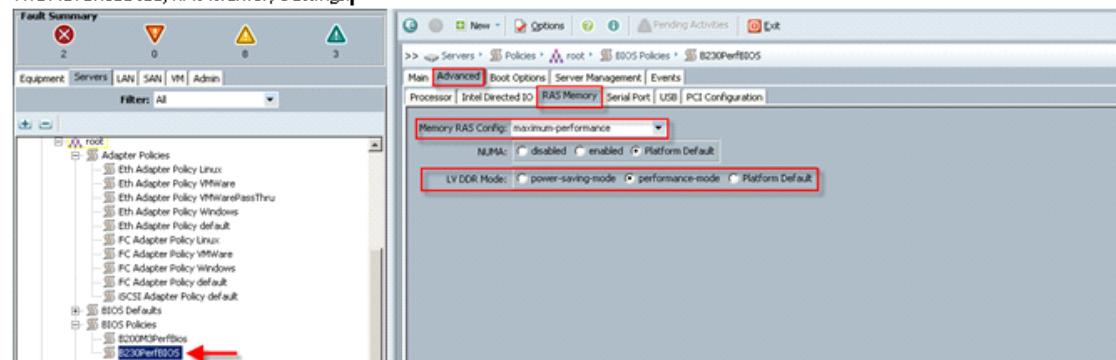 Fault Summary
2 0 8 3
Equipment Servers LAN SAN VM Admin
Filter: All
root
Adapter Policies
Eth Adapter Policy Linux
Eth Adapter Policy VMWare
Eth Adapter Policy VMWarePassThru
Eth Adapter Policy Windows
Eth Adapter Policy default
FC Adapter Policy Linux
FC Adapter Policy VMWare
FC Adapter Policy Windows
FC Adapter Policy default
iSCSI Adapter Policy default
BIOS Defaults
BIOS Policies
B200M3PerfBios
B230PerfBIOS
New Options Pending Activities Exit
>> Servers Policies root BIOS Policies B230PerfBIOS
Main Advanced Boot Options Server Management Events
Processor Intel Directed IO RAS Memory Serial Port USB PCI Configuration
Memory RAS Config: maximum-performance
NUMA: disabled enabled Platform Default
LV DDR Mode: power-saving-mode performance-mode Platform Default